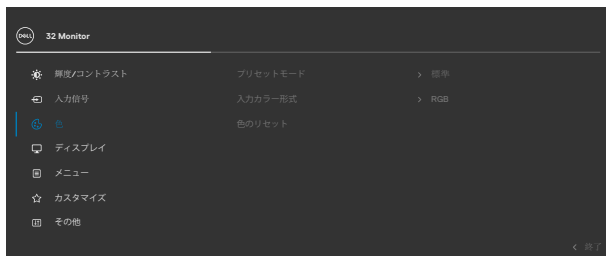 DELL 32 Monitor
輝度/コントラスト プリセットモード > 標準
入力信号 入力カラー形式 > RGB
色 色のリセット
ディスプレイ
メニュー
カスタマイズ
その他
< 終了